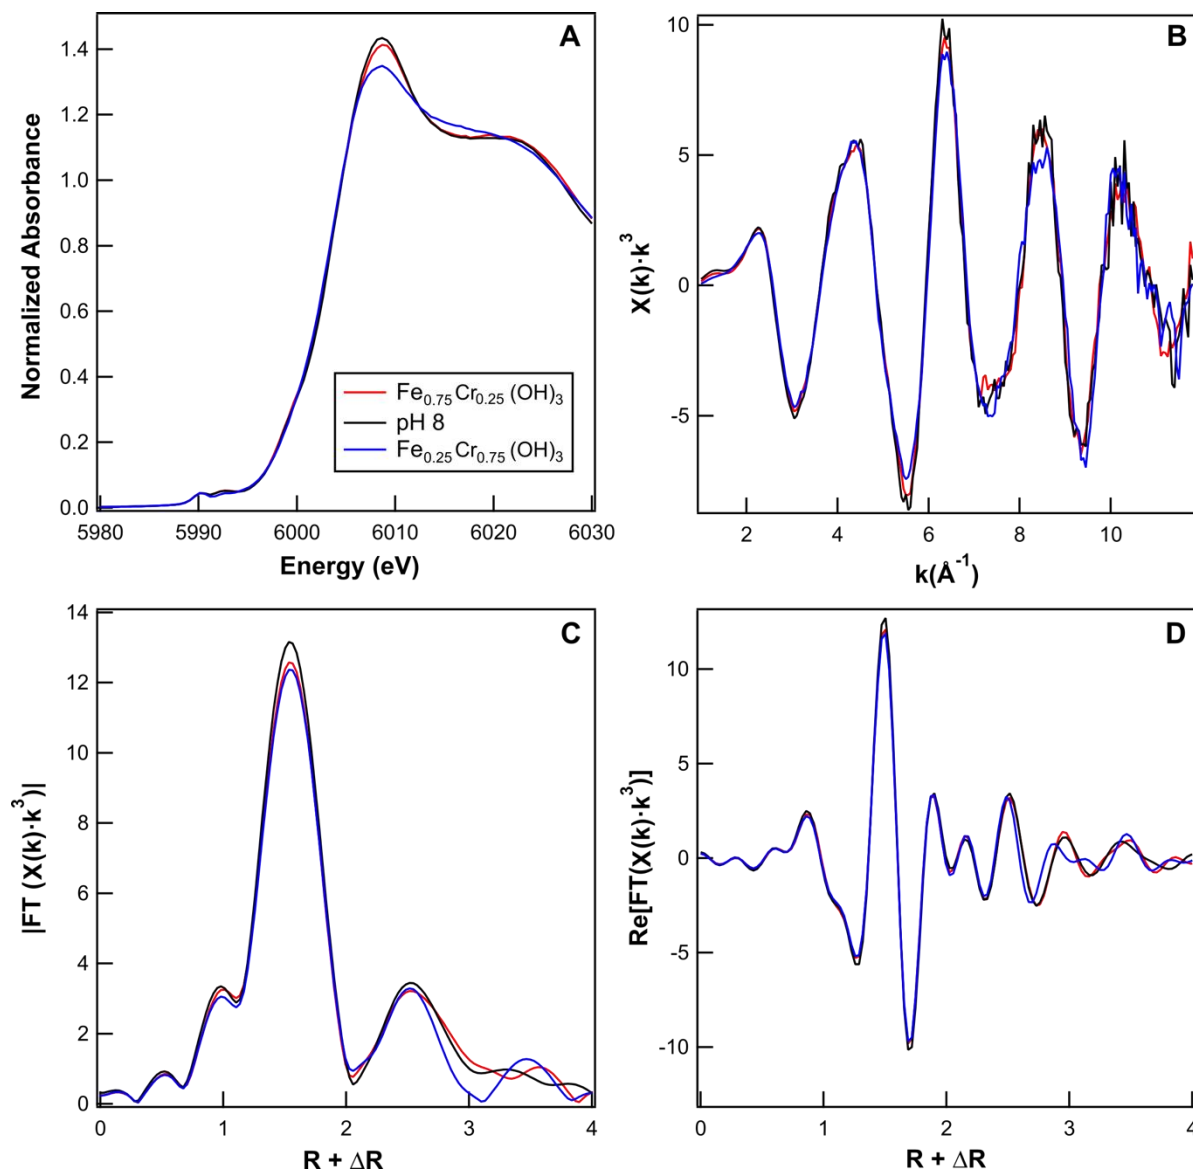 A
Normalized Absorbance
1.4
1.2
1.0
0.8
0.6
0.4
0.2
0.0
Fe0.75Cr0.25 (OH)3
pH 8
Fe0.25Cr0.75 (OH)3
5980 5990 6000 6010 6020 6030
Energy (eV)
B
X(k)·k³
10
5
0
-5
2 4 6 8 10
k(Å⁻¹)
C
|FT (X(k)·k³)|
14
12
10
8
6
4
2
0
0 1 2 3 4
R + ΔR
D
Re[FT(X(k)·k³)]
10
5
0
-5
-10
0 1 2 3 4
R + ΔR